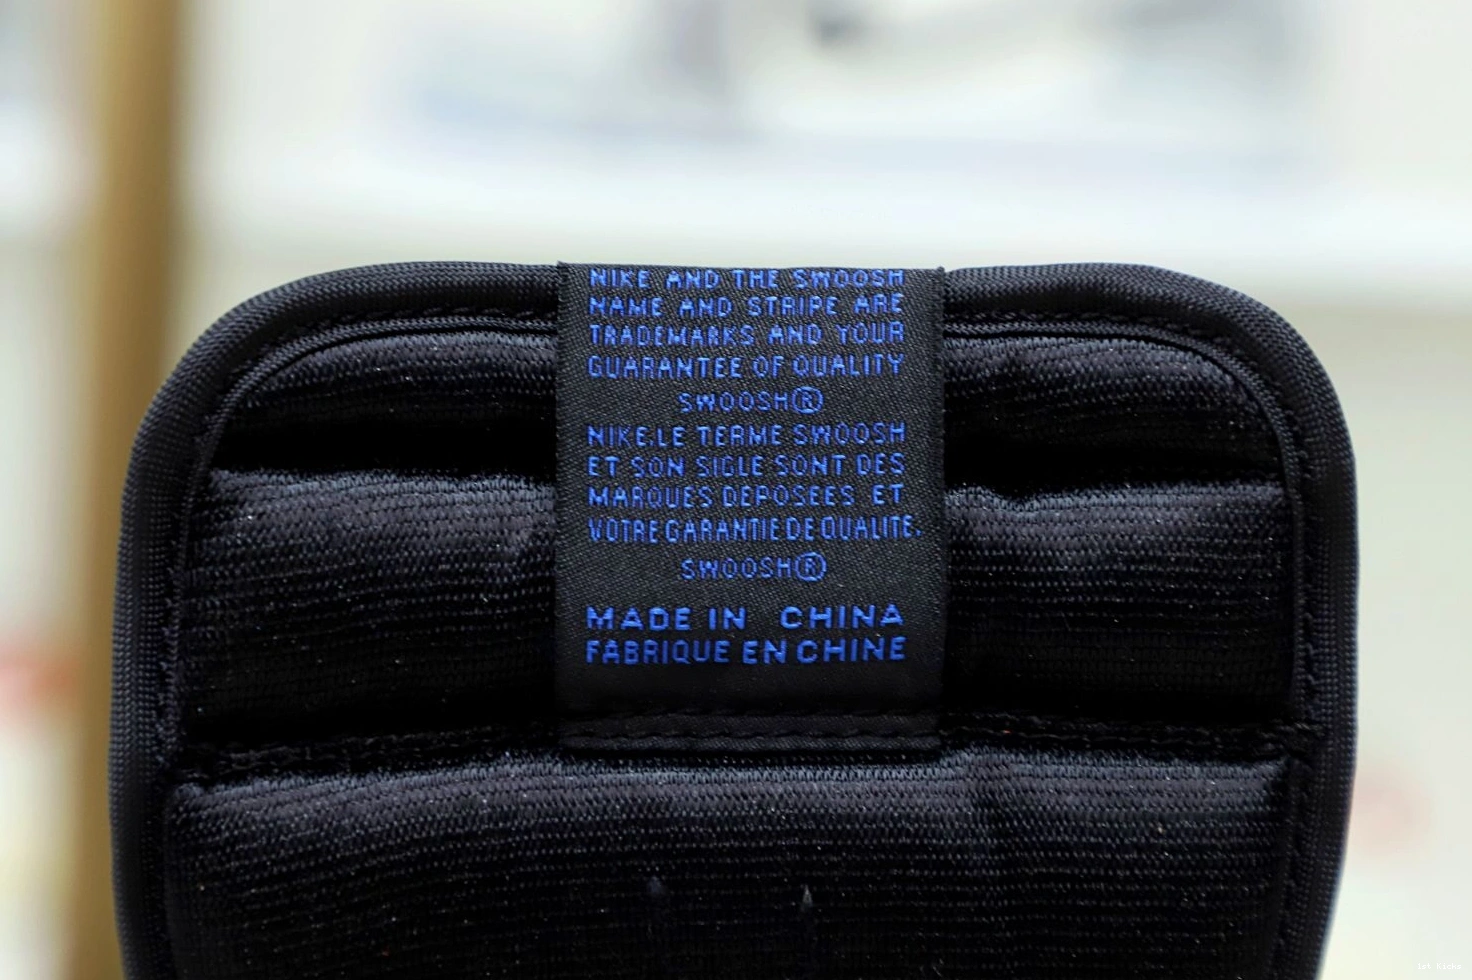 NIKE AND THE SWOOSH
NAME AND STRIPE ARE
TRADEMARKS AND YOUR
GUARANTEE OF QUALITY
SWOOSH®
NIKE.LE TERME SWOOSH
ET SON SIGLE SONT DES
MARQUES DEPOSEES ET
VOTRE GARANTIE DE QUALITE.
SWOOSH®
MADE IN CHINA
FABRIQUE EN CHINE
1st Kicks